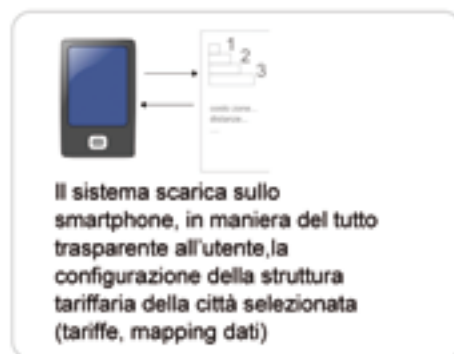 1
2
3
distanze...
....
Il sistema scarica sullo
smartphone, in maniera del tutto
trasparente all'utente,la
configurazione della struttura
tariffaria della città selezionata
(tariffe, mapping dati)